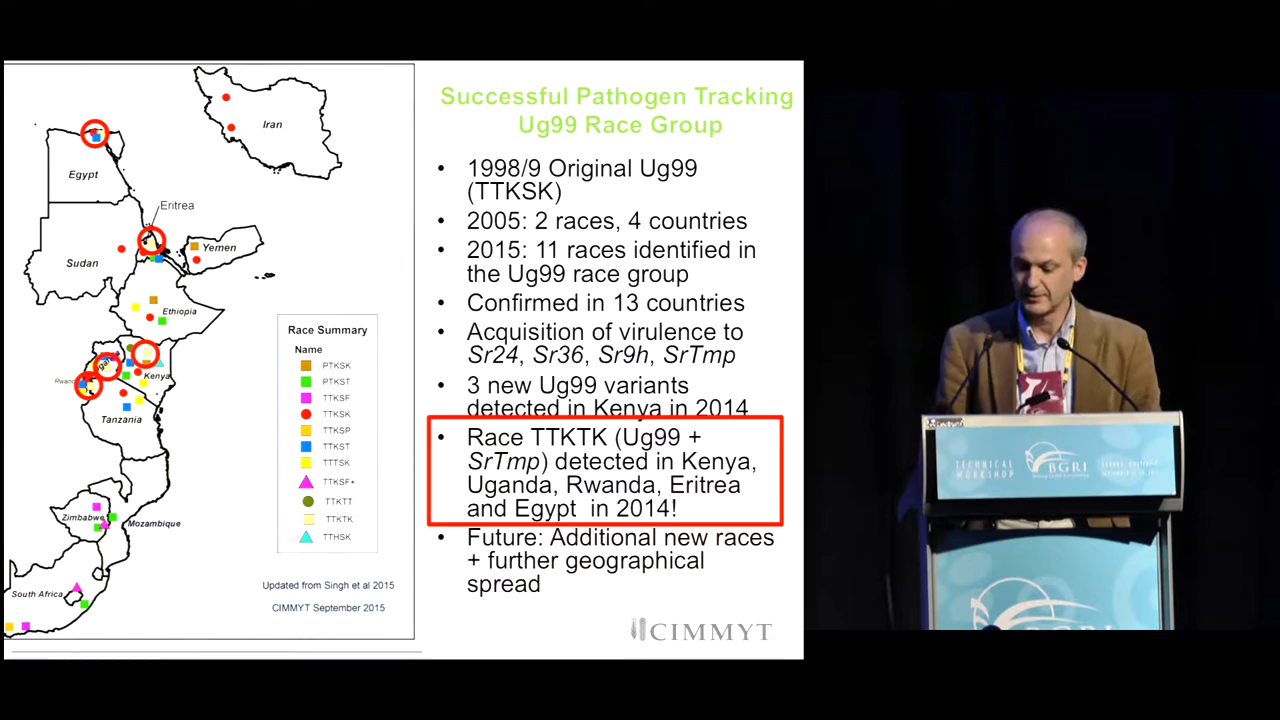 Successful Pathogen Tracking
Ug99 Race Group
• 1998/9 Original Ug99
(TTKSK)
• 2005: 2 races, 4 countries
• 2015: 11 races identified in
the Ug99 race group
• Confirmed in 13 countries
• Acquisition of virulence to
Sr24, Sr36, Sr9h, SrTmp
• 3 new Ug99 variants
detected in Kenya in 2014
• Race TTKTK (Ug99 +
SrTmp) detected in Kenya,
Uganda, Rwanda, Eritrea
and Egypt in 2014!
• Future: Additional new races
+ further geographical
spread
CIMMYT
Iran
Egypt
Eritrea
Yemen
Sudan
Ethiopia
Kenya
Tanzania
Zimbabwe
Mozambique
South Africa
Race Summary
Name
PTKSK
PTKST
TTKSF
TTKSK
TTKSP
TTKST
TTTSK
TTKSF+
TTKTT
TTKTK
TTHSK
Updated from Singh et al 2015
CIMMYT September 2015
TECHNICAL
WORKSHOP
BGRI
BGRI